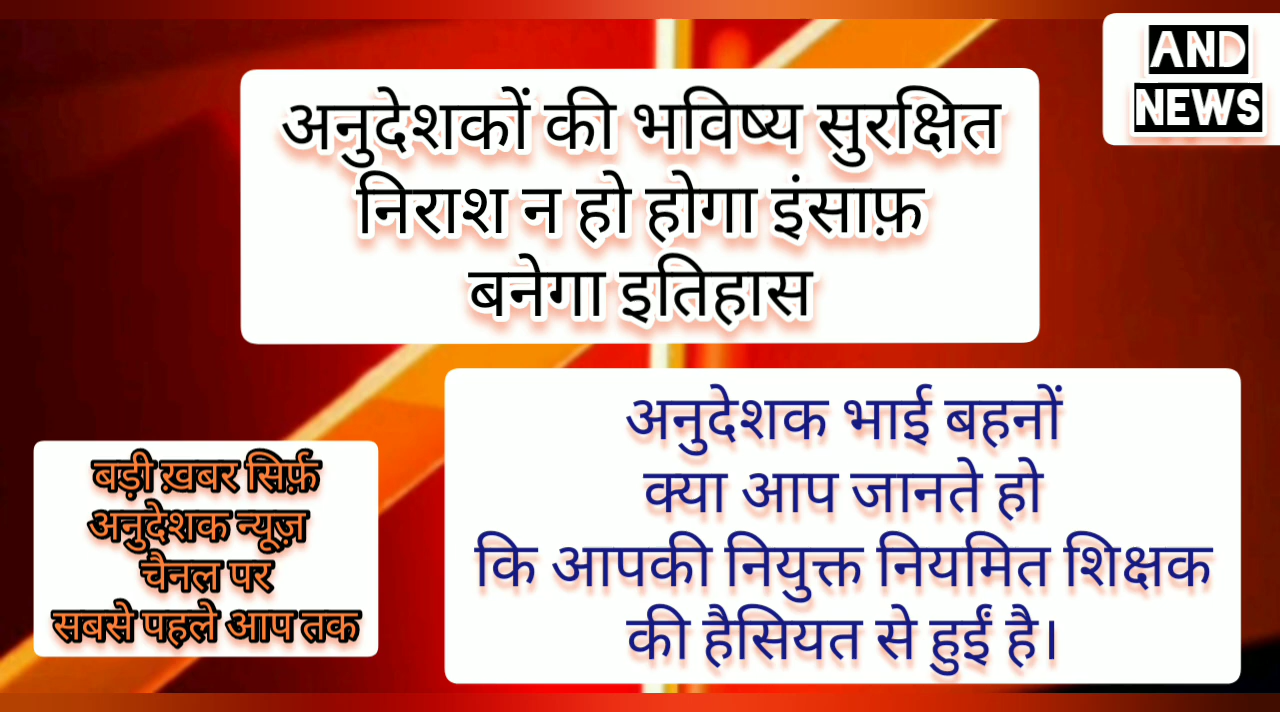 AND
NEWS
अनुदेशकों की भविष्य सुरक्षित
निराश न हो होगा इंसाफ़
बनेगा इतिहास
अनुदेशक भाई बहनों
क्या आप जानते हो
कि आपकी नियुक्त नियमित शिक्षक
की हैसियत से हुईं है।
बड़ी ख़बर सिर्फ़
अनुदेशक न्यूज़
चैनल पर
सबसे पहले आप तक